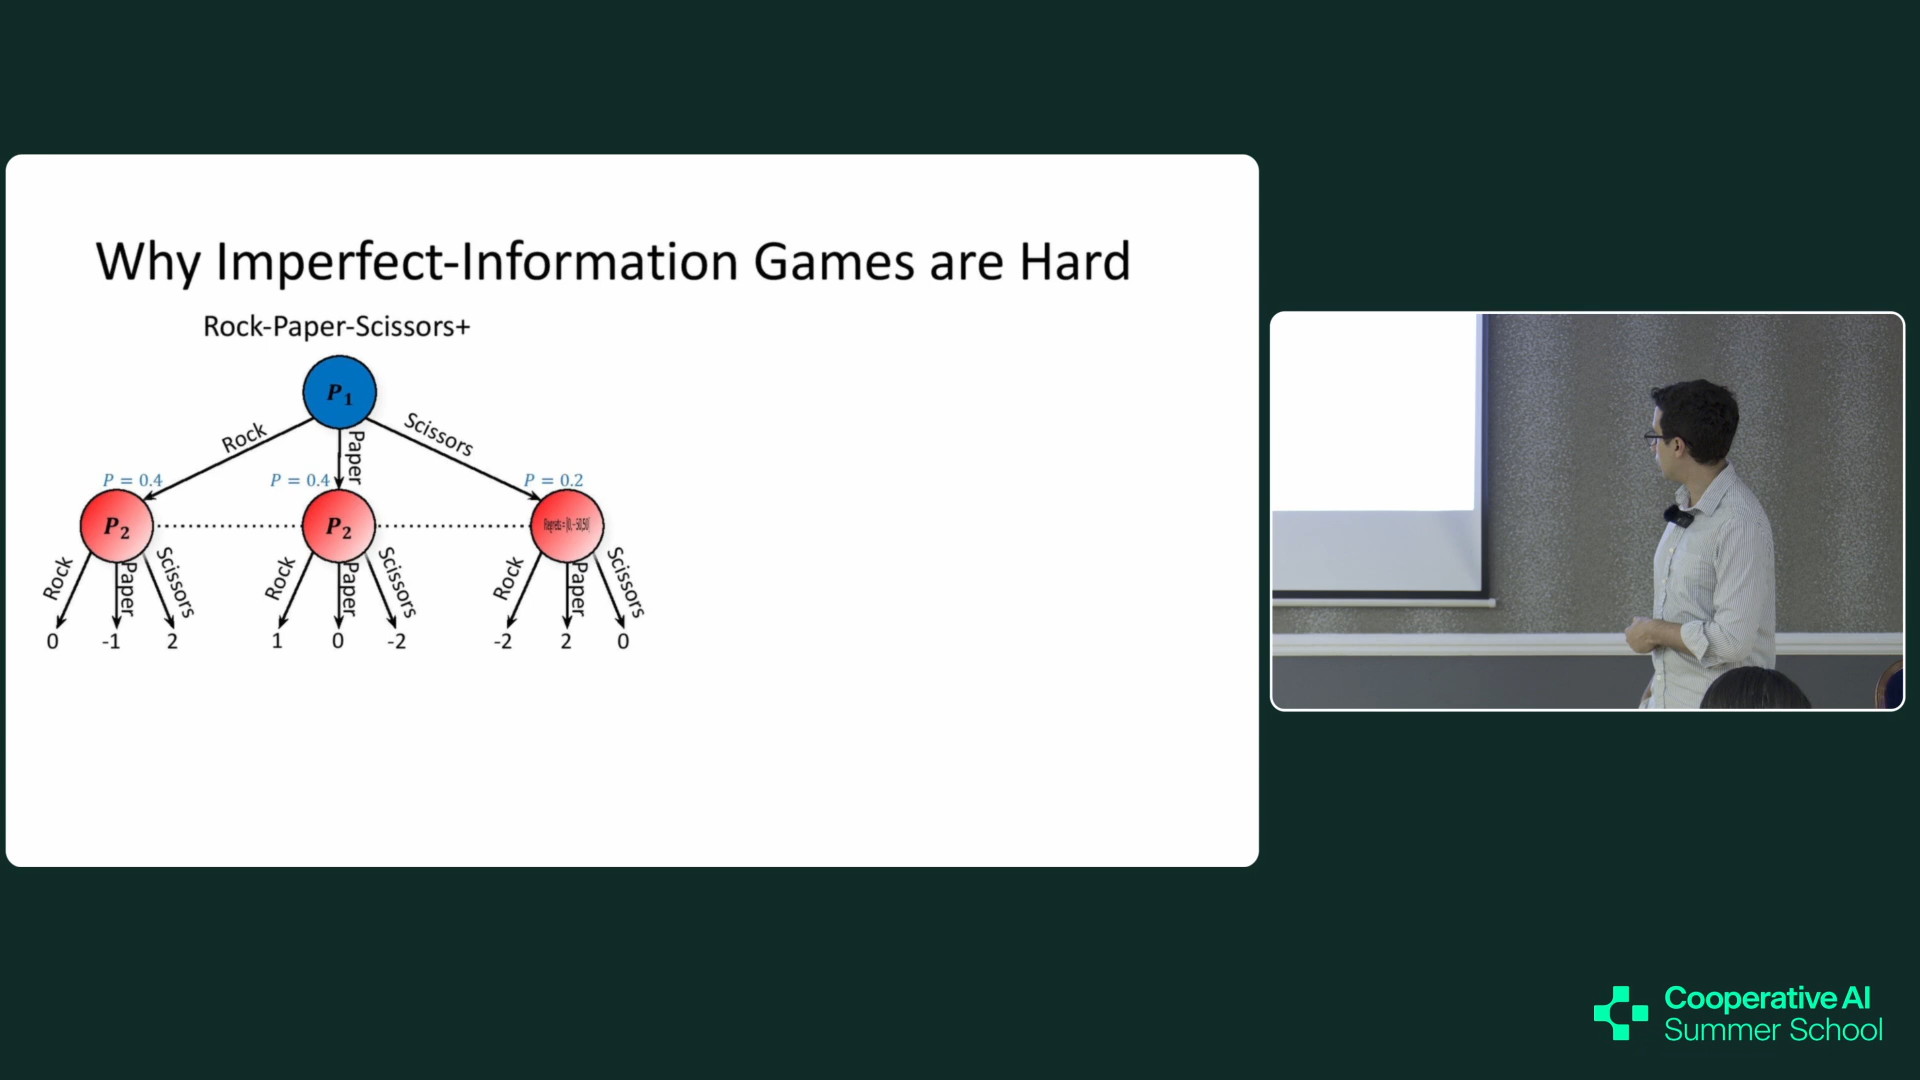 Why Imperfect-Information Games are Hard
Rock-Paper-Scissors+
P1
Rock
Paper
Scissors
P = 0.4
P = 0.4
P = 0.2
P2
P2
Rock
Paper
Scissors
Rock
Paper
Scissors
Rock
Paper
Scissors
0
-1
2
1
0
-2
-2
2
0
Cooperative AI
Summer School